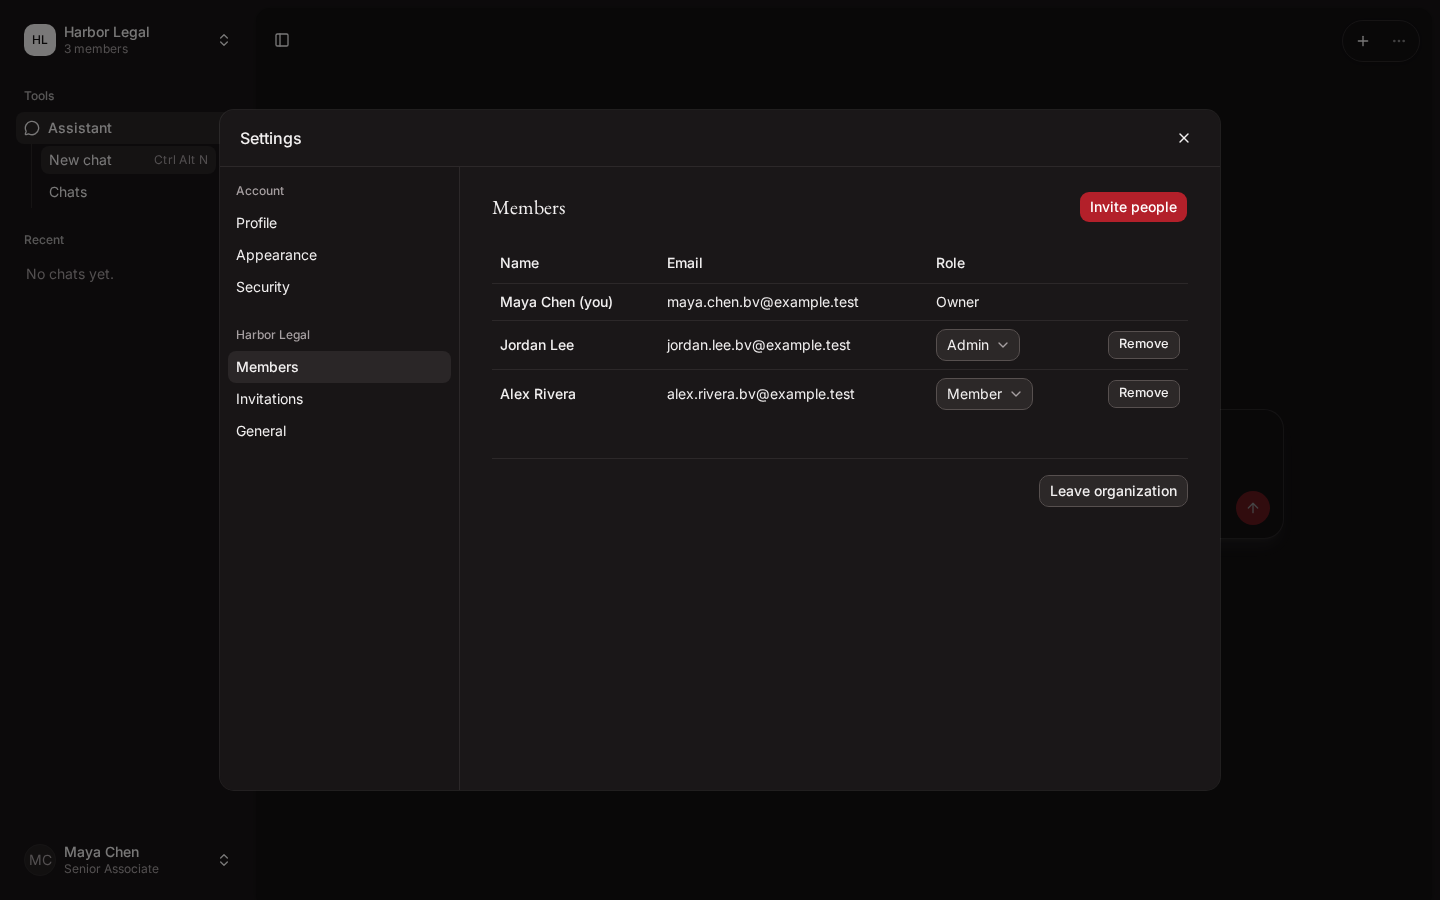 HL
Harbor Legal
3 members
Tools
Assistant
New chat Ctrl Alt N
Chats
Recent
No chats yet.
MC
Maya Chen
Senior Associate
Settings
Account
Profile
Appearance
Security
Harbor Legal
Members
Invitations
General
Members Invite people
Name Email Role
Maya Chen (you) maya.chen.bv@example.test Owner
Jordan Lee jordan.lee.bv@example.test Admin Remove
Alex Rivera alex.rivera.bv@example.test Member Remove
Leave organization